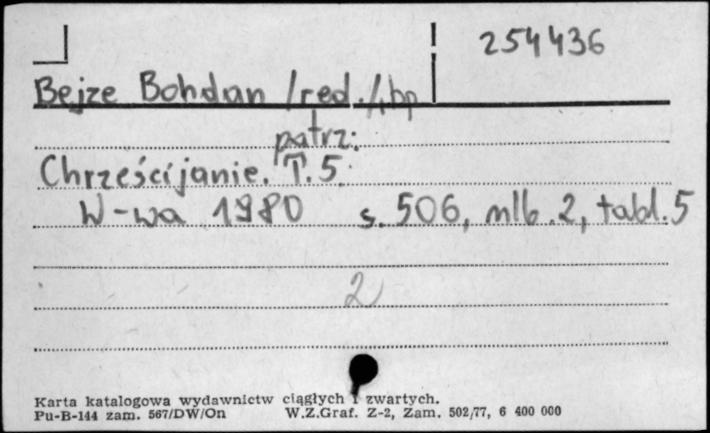 254436
Bejze Bohdan /red./, bp
patrz:
Chrześcijanie. T. 5.
W-wa 1980 s. 506, nlb. 2, tabl. 5
2
Karta katalogowa wydawnictw ciągłych i zwartych.
Pu-B-144 zam. 567/DW/On W.Z.Graf. Z-2, Zam. 502/77, 6 400 000